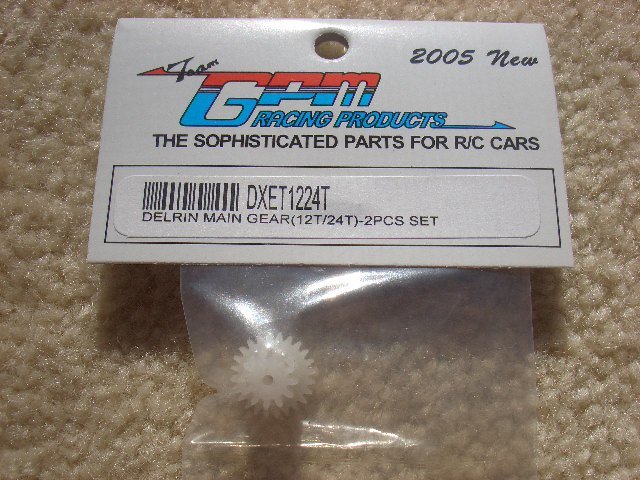 2005 New
Team
GPM
RACING PRODUCTS
THE SOPHISTICATED PARTS FOR R/C CARS
DXET1224T
DELRIN MAIN GEAR(12T/24T)-2PCS SET